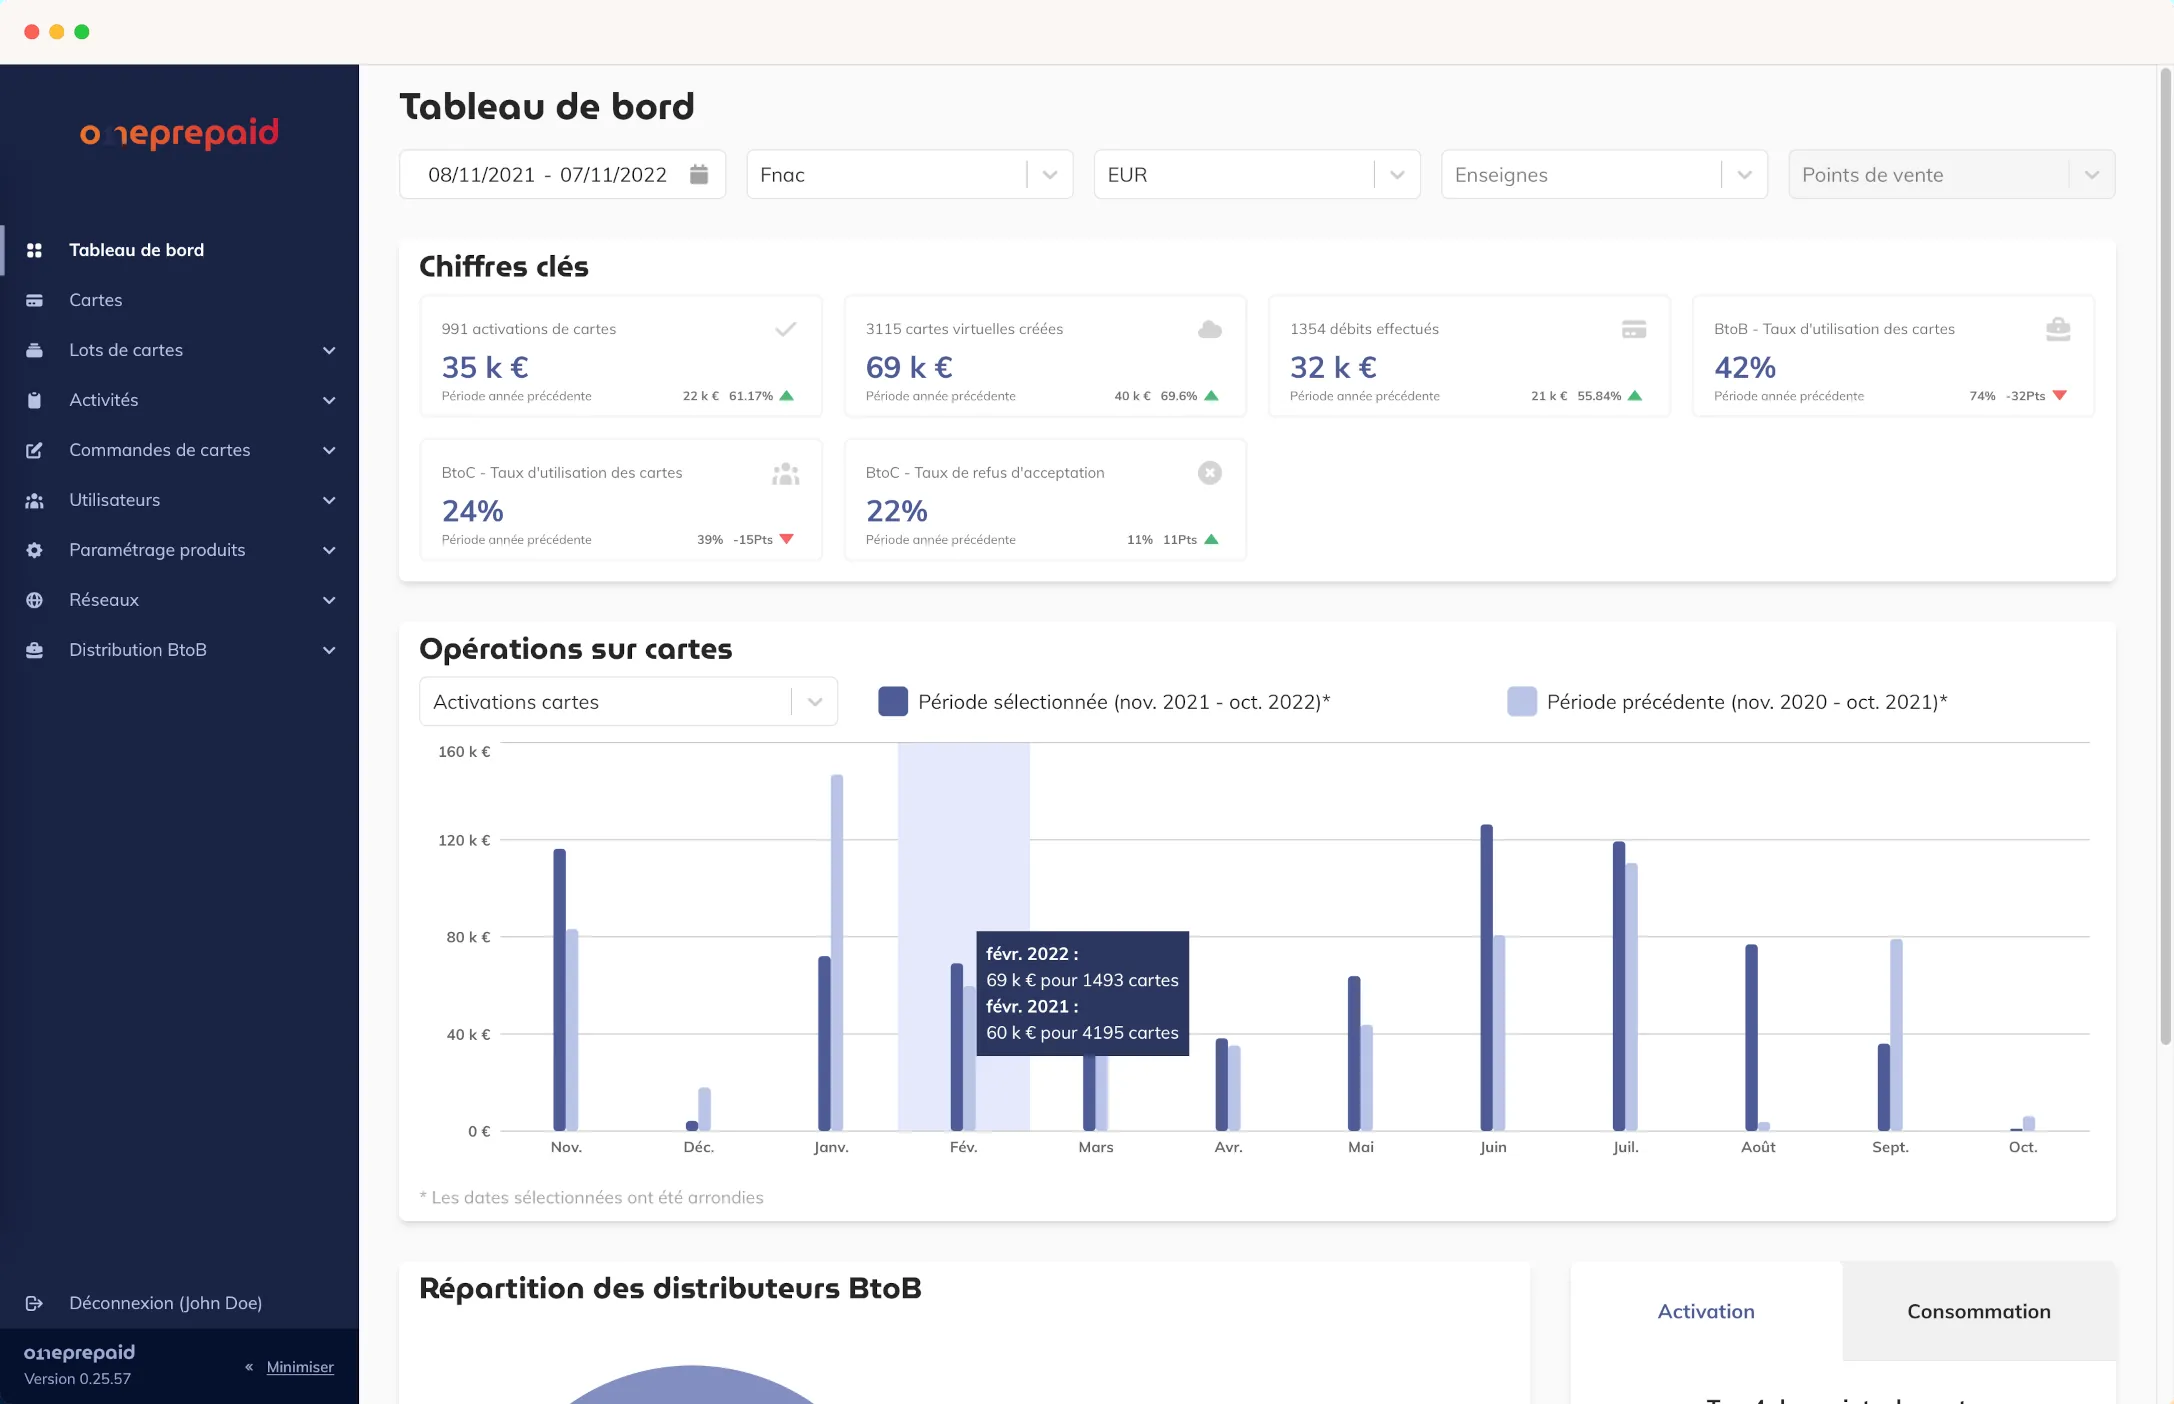 oneprepaid
Tableau de bord
Cartes
Lots de cartes
Activités
Commandes de cartes
Utilisateurs
Paramétrage produits
Réseaux
Distribution BtoB
Déconnexion (John Doe)
oneprepaid
Version 0.25.57
« Minimiser
Tableau de bord
08/11/2021 - 07/11/2022
Fnac
EUR
Enseignes
Points de vente
Chiffres clés
991 activations de cartes
35 k €
Période année précédente 22 k € 61.17%
3115 cartes virtuelles créées
69 k €
Période année précédente 40 k € 69.6%
1354 débits effectués
32 k €
Période année précédente 21 k € 55.84%
BtoB - Taux d'utilisation des cartes
42%
Période année précédente 74% -32Pts
BtoC - Taux d'utilisation des cartes
24%
Période année précédente 39% -15Pts
BtoC - Taux de refus d'acceptation
22%
Période année précédente 11% 11Pts
Opérations sur cartes
Activations cartes
Période sélectionnée (nov. 2021 - oct. 2022)*
Période précédente (nov. 2020 - oct. 2021)*
160 k €
120 k €
80 k €
40 k €
0 €
févr. 2022 :
69 k € pour 1493 cartes
févr. 2021 :
60 k € pour 4195 cartes
Nov. Déc. Janv. Fév. Mars Avr. Mai Juin Juil. Août Sept. Oct.
* Les dates sélectionnées ont été arrondies
Répartition des distributeurs BtoB
Activation
Consommation